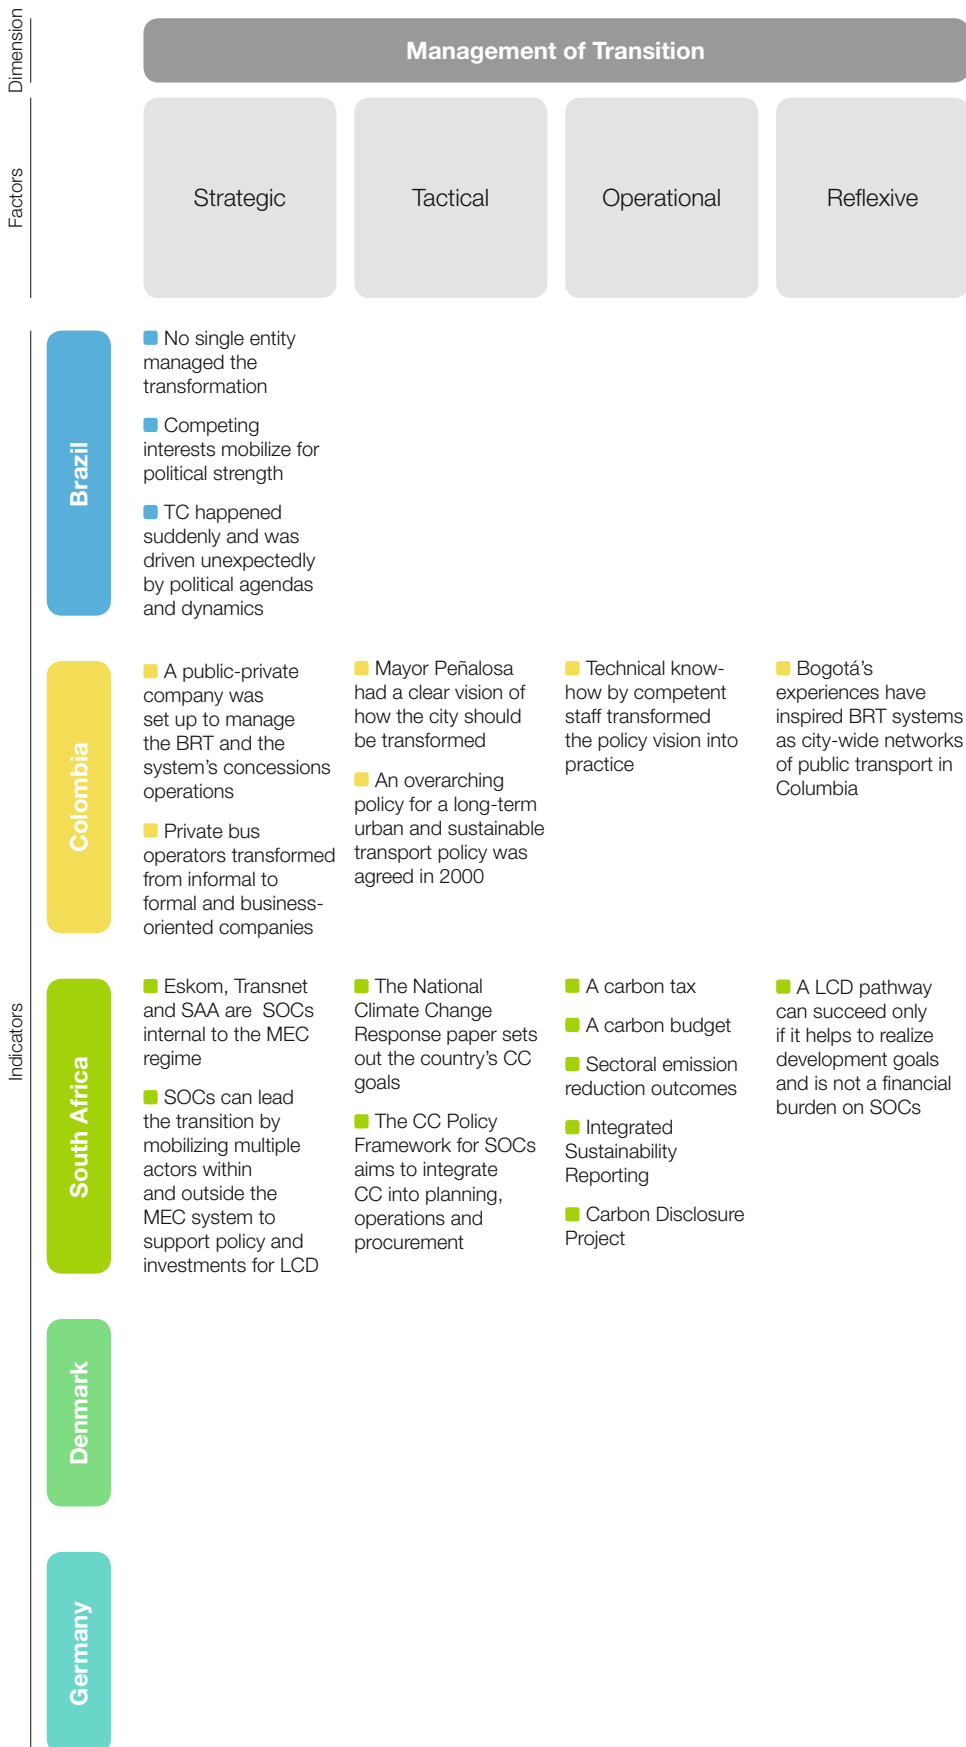 Dimension
Management of Transition
Factors
Strategic
Tactical
Operational
Reflexive
Indicators
Brazil
No single entity
managed the
transformation
Competing
interests mobilize for
political strength
TC happened
suddenly and was
driven unexpectedly
by political agendas
and dynamics
Colombia
A public-private
company was
set up to manage
the BRT and the
system's concessions
operations
Private bus
operators transformed
from informal to
formal and business-
oriented companies
Mayor Peñalosa
had a clear vision of
how the city should
be transformed
An overarching
policy for a long-term
urban and sustainable
transport policy was
agreed in 2000
Technical know-
how by competent
staff transformed
the policy vision into
practice
Bogotá's
experiences have
inspired BRT systems
as city-wide networks
of public transport in
Columbia
South Africa
Eskom, Transnet
and SAA are SOCs
internal to the MEC
regime
SOCs can lead
the transition by
mobilizing multiple
actors within
and outside the
MEC system to
support policy and
investments for LCD
The National
Climate Change
Response paper sets
out the country's CC
goals
The CC Policy
Framework for SOCs
aims to integrate
CC into planning,
operations and
procurement
A carbon tax
A carbon budget
Sectoral emission
reduction outcomes
Integrated
Sustainability
Reporting
Carbon Disclosure
Project
A LCD pathway
can succeed only
if it helps to realize
development goals
and is not a financial
burden on SOCs
Denmark
Germany